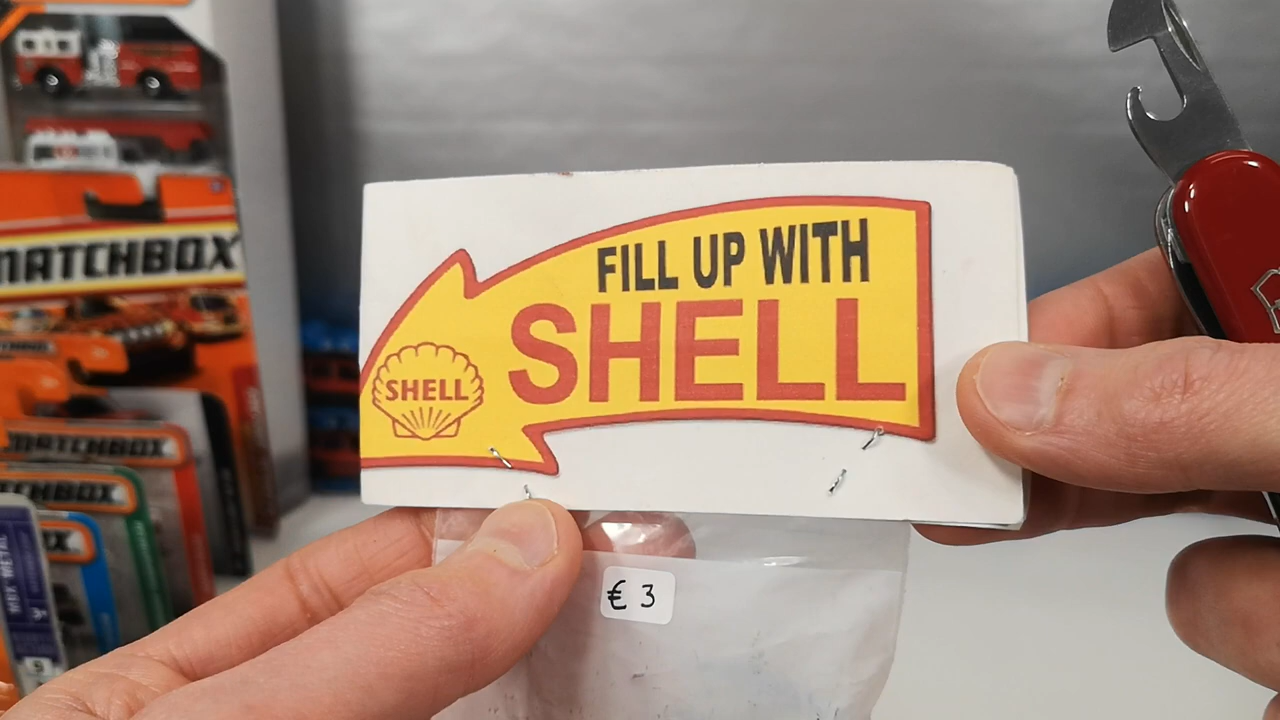 FILL UP WITH
SHELL
SHELL
€ 3
MATCHBOX
MATCHBOX
MATCHBOX